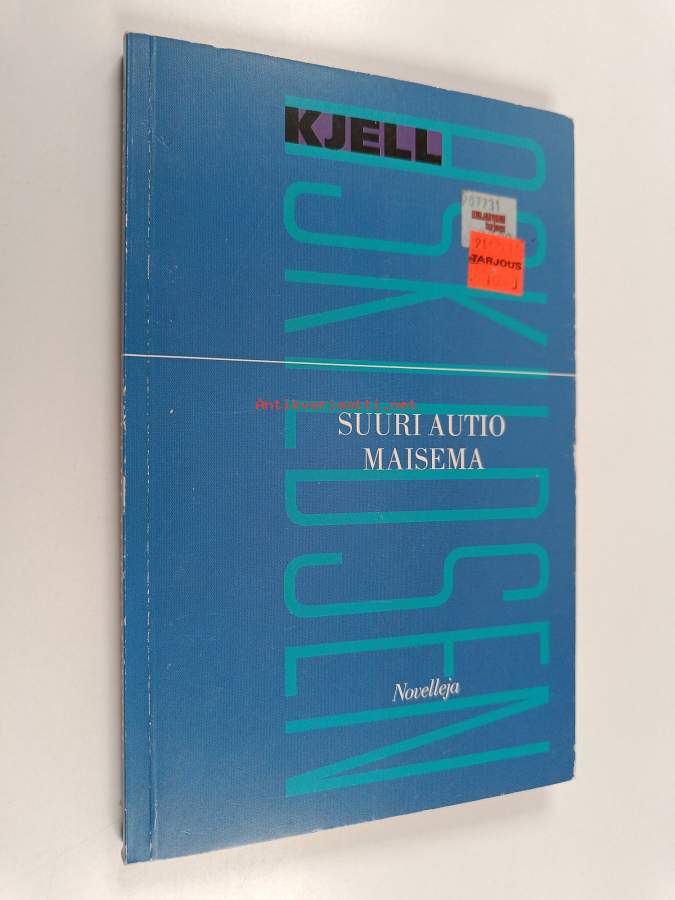 KJELL
ASKILDSEN
TARJOUS
Antikvariaatti.net
SUURI AUTIO
MAISEMA
Novelleja